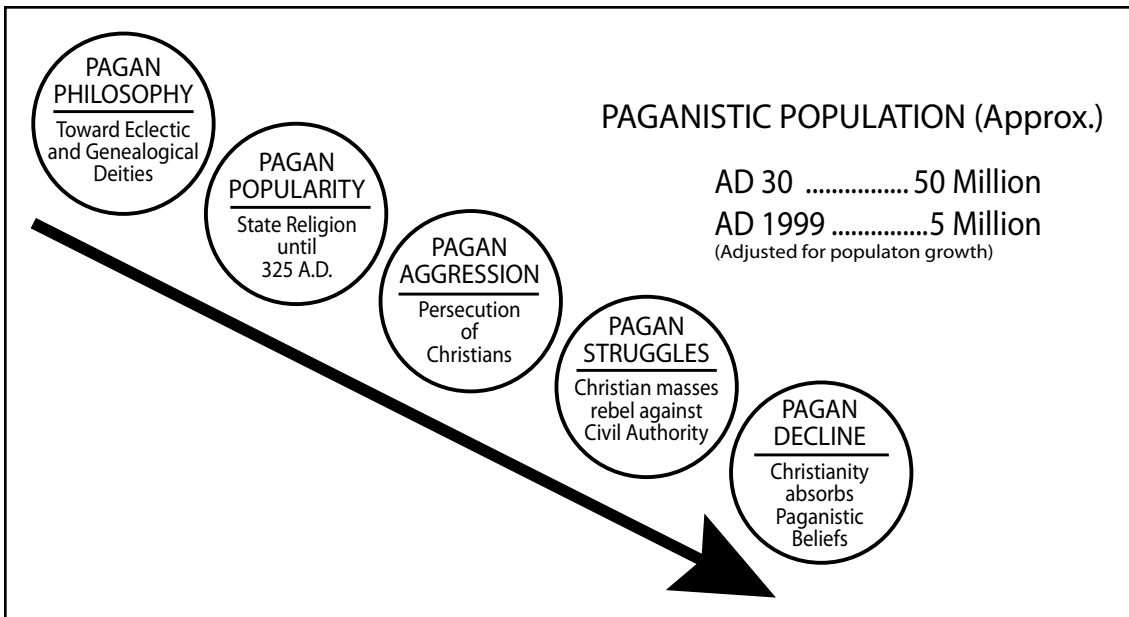 PAGAN
PHILOSOPHY
Toward Eclectic
and Genealogical
Deities
PAGAN
POPULARITY
State Religion
until
325 A.D.
PAGAN
AGGRESSION
Persecution
of
Christians
PAGAN
STRUGGLES
Christian masses
rebel against
Civil Authority
PAGAN
DECLINE
Christianity
absorbs
Paganistic
Beliefs
PAGANISTIC POPULATION (Approx.)
AD 30 ................ 50 Million
AD 1999 ...............5 Million
(Adjusted for populaton growth)